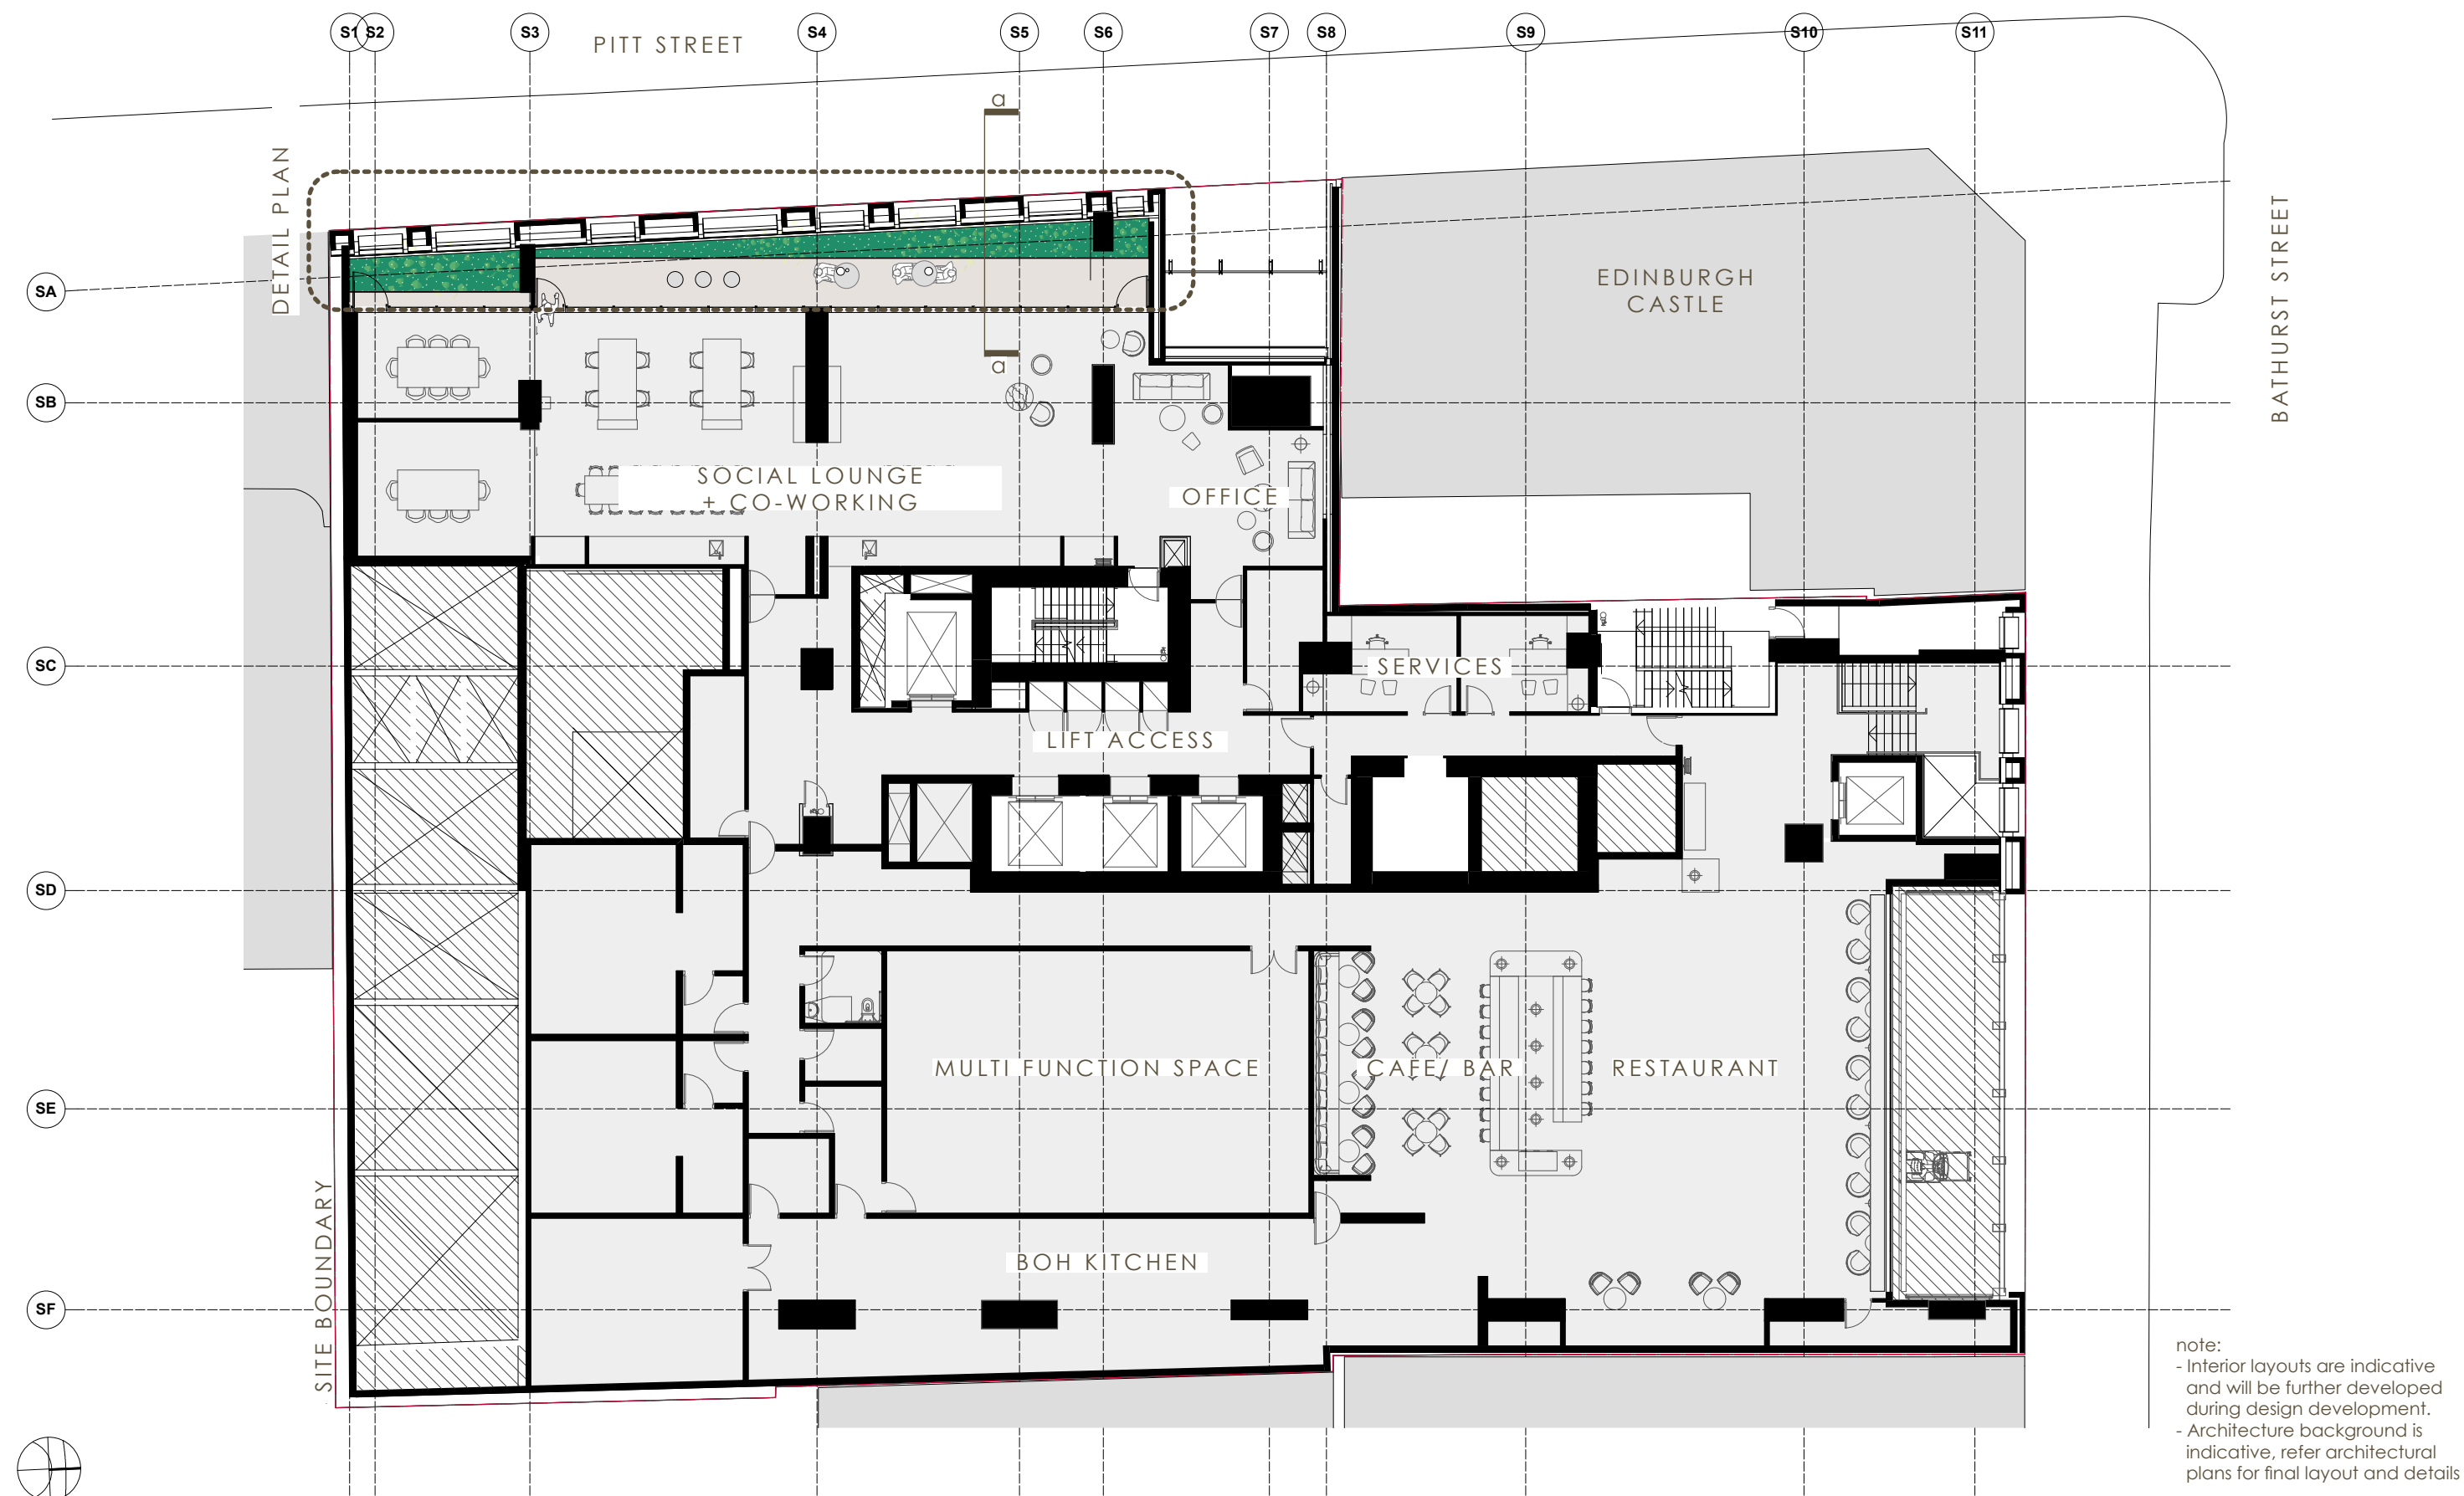 S1
S2
S3
S4
S5
S6
S7
S8
S9
S10
S11
PITT STREET
a
DETAIL PLAN
BATHURST STREET
EDINBURGH
CASTLE
SA
a
SB
SOCIAL LOUNGE
+ CO-WORKING
OFFICE
SC
SERVICES
LIFT ACCESS
SD
MULTI FUNCTION SPACE
CAFE/ BAR
RESTAURANT
SE
SITE BOUNDARY
BOH KITCHEN
SF
note:
- Interior layouts are indicative
and will be further developed
during design development.
- Architecture background is
indicative, refer architectural
plans for final layout and details